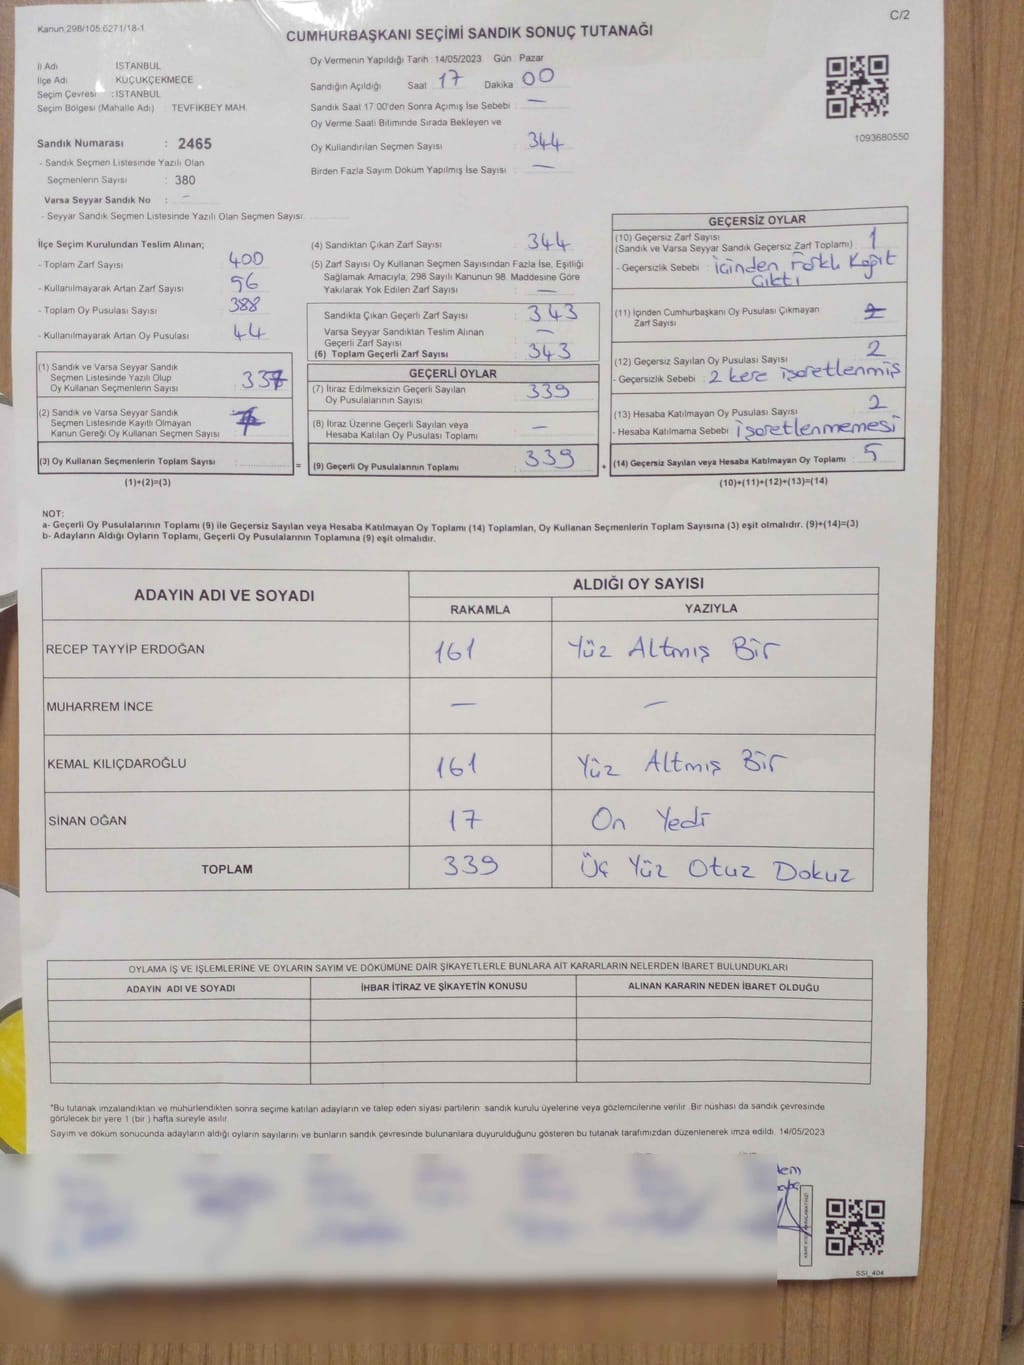 Kanun:298/105.6271/18-1
C/2
CUMHURBAŞKANI SEÇİMİ SANDIK SONUÇ TUTANAĞI
İl Adı İSTANBUL
İlçe Adı KÜÇÜKÇEKMECE
Seçim Çevresi : İSTANBUL
Seçim Bölgesi (Mahalle Adı) : TEVFİKBEY MAH.
Sandık Numarası : 2465
- Sandık Seçmen Listesinde Yazılı Olan
Seçmenlerin Sayısı : 380
Varsa Seyyar Sandık No : -
- Seyyar Sandık Seçmen Listesinde Yazılı Olan Seçmen Sayısı:
Oy Vermenin Yapıldığı Tarih :14/05/2023 Gün : Pazar
Sandığın Açıldığı Saat 17 Dakika 00
Sandık Saat 17:00'den Sonra Açımış İse Sebebi : —
Oy Verme Saati Bitiminde Sırada Bekleyen ve
Oy Kullandırılan Seçmen Sayısı : 344
Birden Fazla Sayım Döküm Yapılmış İse Sayısı : —
1093680550
İlçe Seçim Kurulundan Teslim Alınan;
- Toplam Zarf Sayısı 400
- Kullanılmayarak Artan Zarf Sayısı 56
- Toplam Oy Pusulası Sayısı 388
- Kullanılmayarak Artan Oy Pusulası 44
(1) Sandık ve Varsa Seyyar Sandık
Seçmen Listesinde Yazılı Olup
Oy Kullanan Seçmenlerin Sayısı : 337
(2) Sandık ve Varsa Seyyar Sandık
Seçmen Listesinde Kayıtlı Olmayan
Kanun Gereği Oy Kullanan Seçmen Sayısı :
(3) Oy Kullanan Seçmenlerin Toplam Sayısı :
(1)+(2)=(3)
(4) Sandıktan Çıkan Zarf Sayısı : 344
(5) Zarf Sayısı Oy Kullanan Seçmen Sayısından Fazla İse, Eşitliği
Sağlamak Amacıyla, 298 Sayılı Kanunun 98. Maddesine Göre
Yakılarak Yok Edilen Zarf Sayısı : —
Sandıkta Çıkan Geçerli Zarf Sayısı : 343
Varsa Seyyar Sandıktan Teslim Alınan
Geçerli Zarf Sayısı : —
(6) Toplam Geçerli Zarf Sayısı : 343
GEÇERLİ OYLAR
(7) İtiraz Edilmeksizin Geçerli Sayılan
Oy Pusulalarının Sayısı : 339
(8) İtiraz Üzerine Geçerli Sayılan veya
Hesaba Katılan Oy Pusulası Toplamı : —
= (9) Geçerli Oy Pusulalarının Toplamı : 339 +
GEÇERSİZ OYLAR
(10) Geçersiz Zarf Sayısı
(Sandık ve Varsa Seyyar Sandık Geçersiz Zarf Toplamı) : 1
- Geçersizlik Sebebi : içinden farklı kağıt
çıktı
(11) İçinden Cumhurbaşkanı Oy Pusulası Çıkmayan
Zarf Sayısı : 2
(12) Geçersiz Sayılan Oy Pusulası Sayısı : 2
- Geçersizlik Sebebi : 2 kere işaretlenmiş
(13) Hesaba Katılmayan Oy Pusulası Sayısı : 2
- Hesaba Katılmama Sebebi : işaretlenmemesi
(14) Geçersiz Sayılan veya Hesaba Katılmayan Oy Toplamı : 5
(10)+(11)+(12)+(13)=(14)
NOT:
a- Geçerli Oy Pusulalarının Toplamı (9) ile Geçersiz Sayılan veya Hesaba Katılmayan Oy Toplamı (14) Toplamları, Oy Kullanan Seçmenlerin Toplam Sayısına (3) eşit olmalıdır. (9)+(14)=(3)
b- Adayların Aldığı Oyların Toplamı, Geçerli Oy Pusulalarının Toplamına (9) eşit olmalıdır.
ADAYIN ADI VE SOYADI
ALDIĞI OY SAYISI
RAKAMLA YAZIYLA
RECEP TAYYİP ERDOĞAN 161 Yüz Altmış Bir
MUHARREM İNCE — —
KEMAL KILIÇDAROĞLU 161 Yüz Altmış Bir
SİNAN OĞAN 17 On Yedi
TOPLAM 339 Üç Yüz Otuz Dokuz
OYLAMA İŞ VE İŞLEMLERİNE VE OYLARIN SAYIM VE DÖKÜMÜNE DAİR ŞİKAYETLERLE BUNLARA AİT KARARLARIN NELERDEN İBARET BULUNDUKLARI
ADAYIN ADI VE SOYADI İHBAR İTİRAZ VE ŞİKAYETİN KONUSU ALINAN KARARIN NEDEN İBARET OLDUĞU
*Bu tutanak imzalandıktan ve mühürlendikten sonra seçime katılan adayların ve talep eden siyasi partilerin sandık kurulu üyelerine veya gözlemcilerine verilir. Bir nüshası da sandık çevresinde
görülecek bir yere 1 (bir) hafta süreyle asılır.
Sayım ve döküm sonucunda adayların aldığı oyların sayılarını ve bunların sandık çevresinde bulunanlara duyurulduğunu gösteren bu tutanak tarafımızdan düzenlenerek imza edildi. 14/05/2023
SSI_404